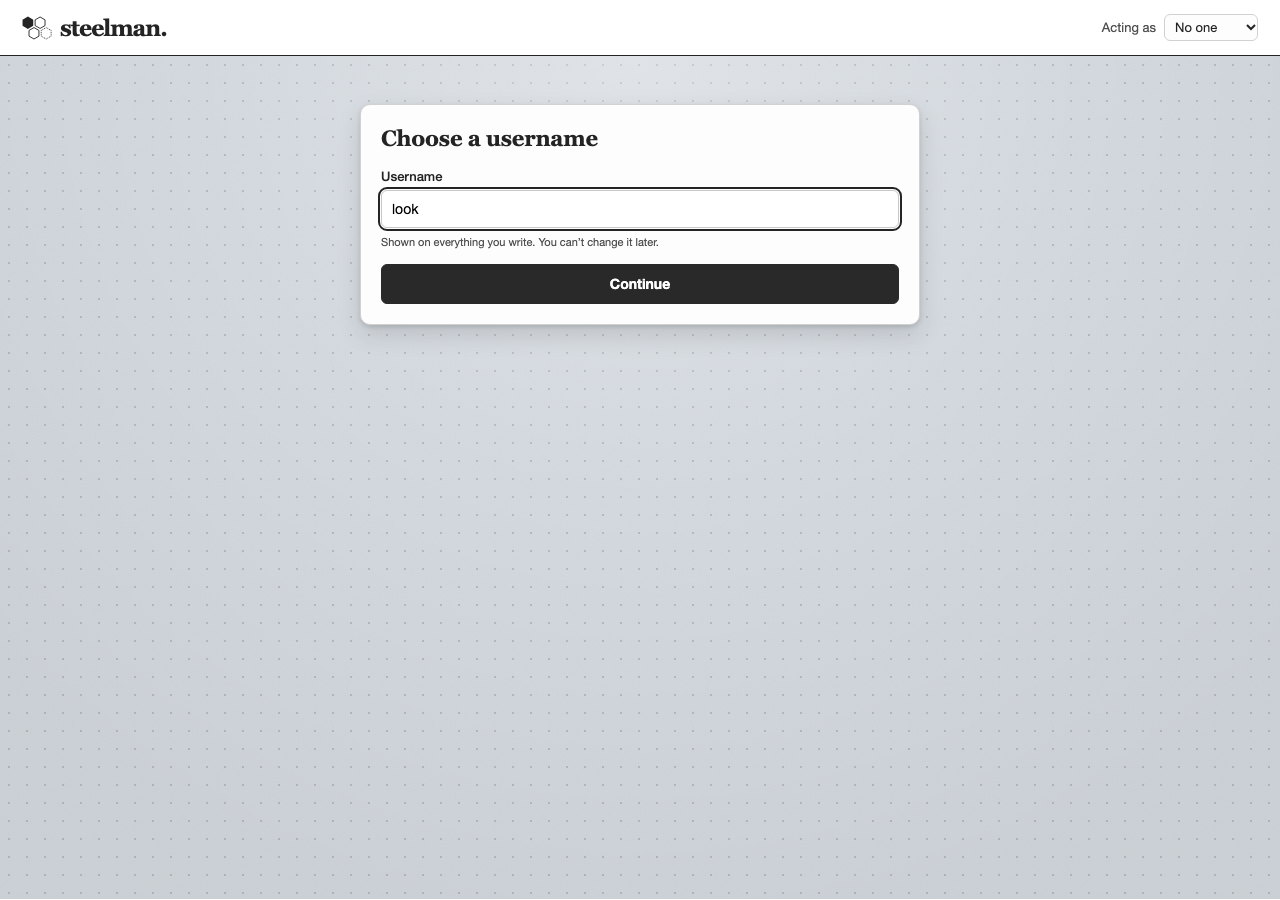 steelman.
Acting as
No one
Choose a username
Username
look
Shown on everything you write. You can't change it later.
Continue